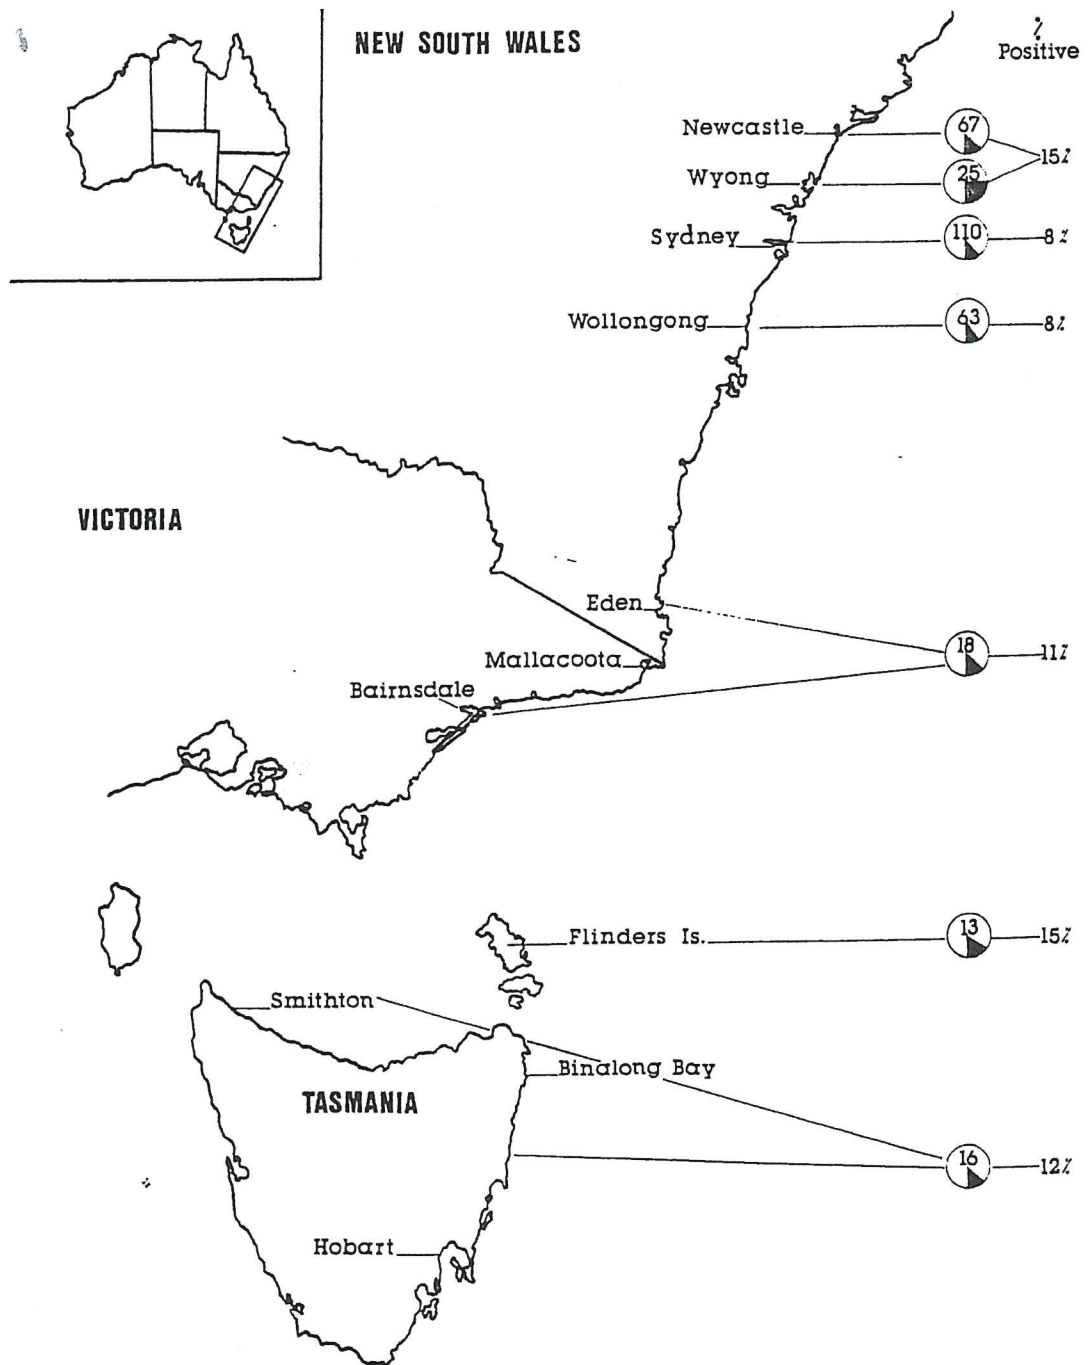 NEW SOUTH WALES
%
Positive
Newcastle
67
15%
Wyong
25
Sydney
110
8%
Wollongong
63
8%
VICTORIA
Eden
Mallacoota
18
11%
Bairnsdale
Flinders Is.
13
15%
Smithton
Binalong Bay
TASMANIA
16
12%
Hobart